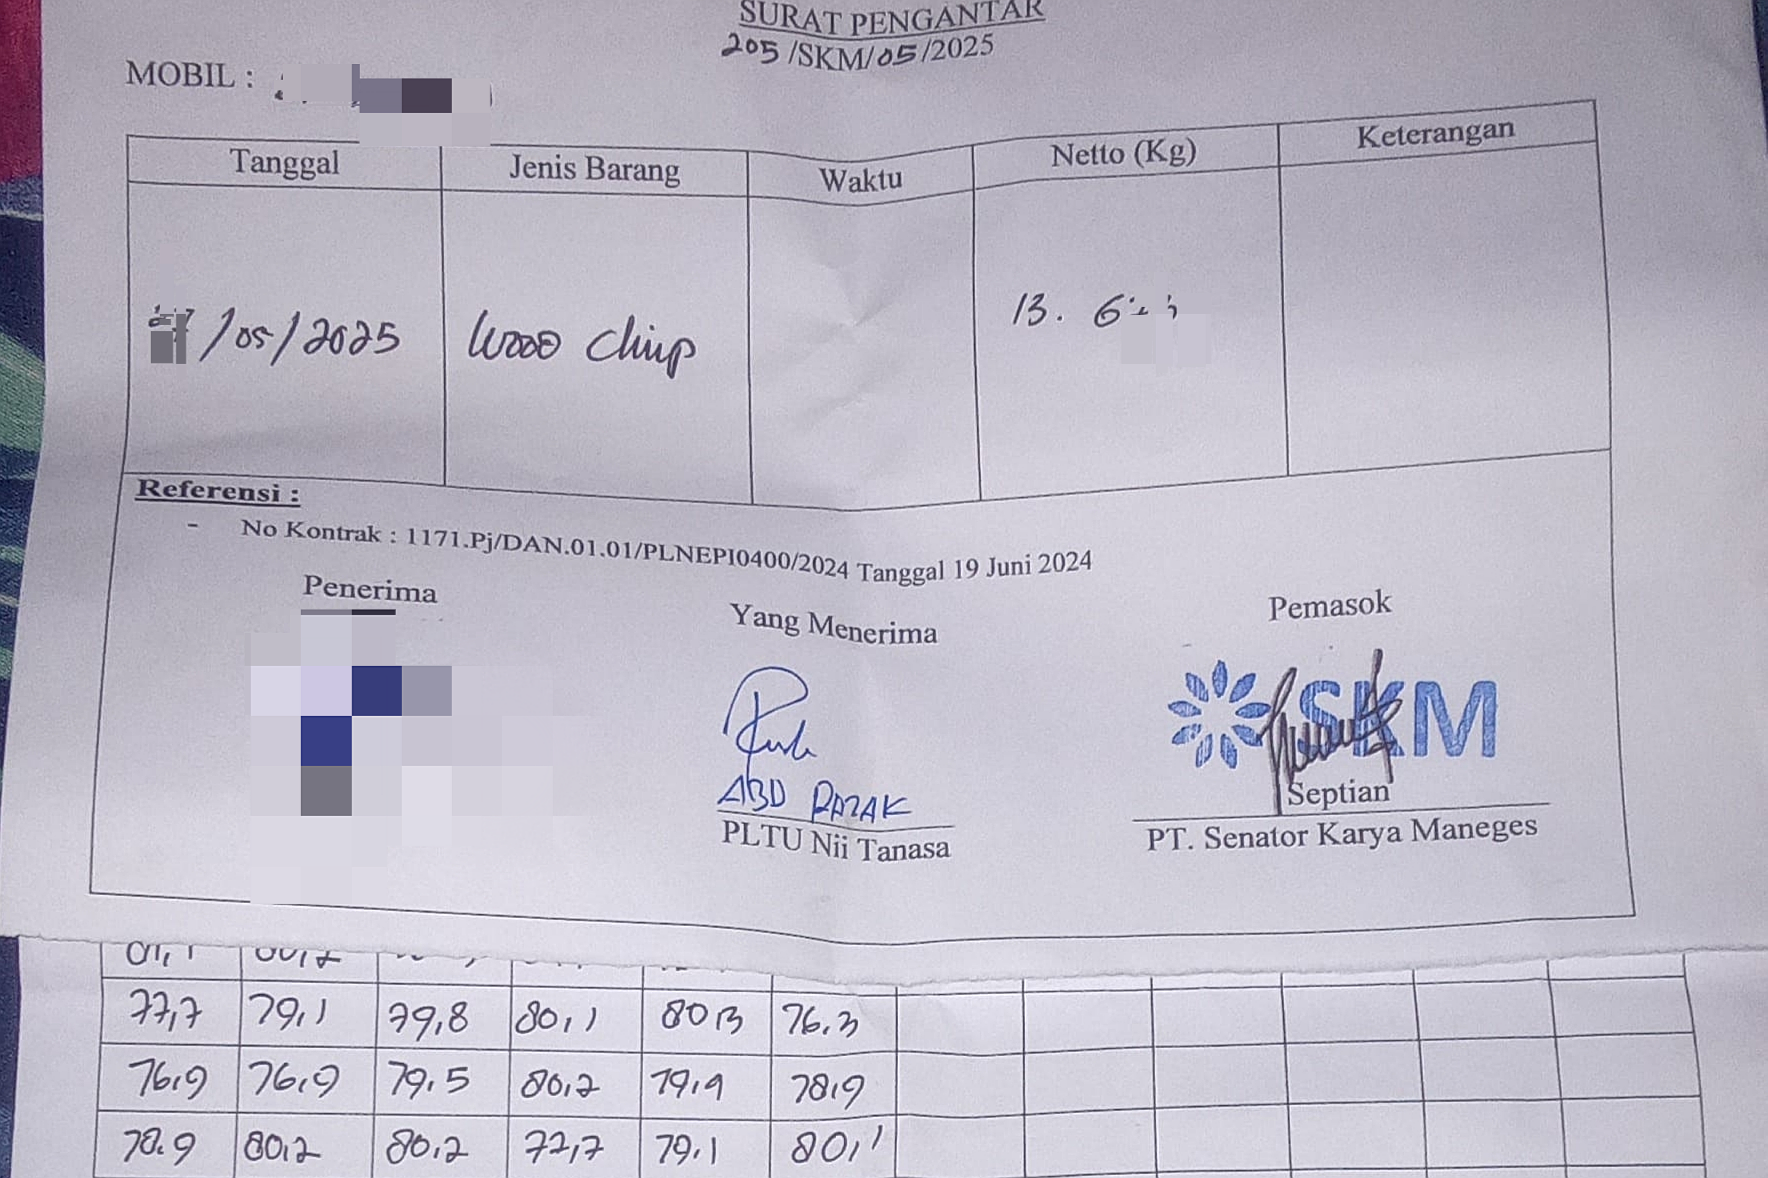 SURAT PENGANTAR
205/SKM/05/2025
MOBIL :
Tanggal Jenis Barang Waktu Netto (Kg) Keterangan
/05/2025 WOOD Chip 13. 6
Referensi :
- No Kontrak : 1171.Pj/DAN.01.01/PLNEPI0400/2024 Tanggal 19 Juni 2024
Penerima Yang Menerima Pemasok
SKM
ABD RAZAK Septian
PLTU Nii Tanasa PT. Senator Karya Maneges
77,7 79,1 79,8 80,1 80,3 76.3
76,9 76,9 79.5 80,2 79,9 78,9
78.9 80,2 80,2 77,7 79.1 80,1